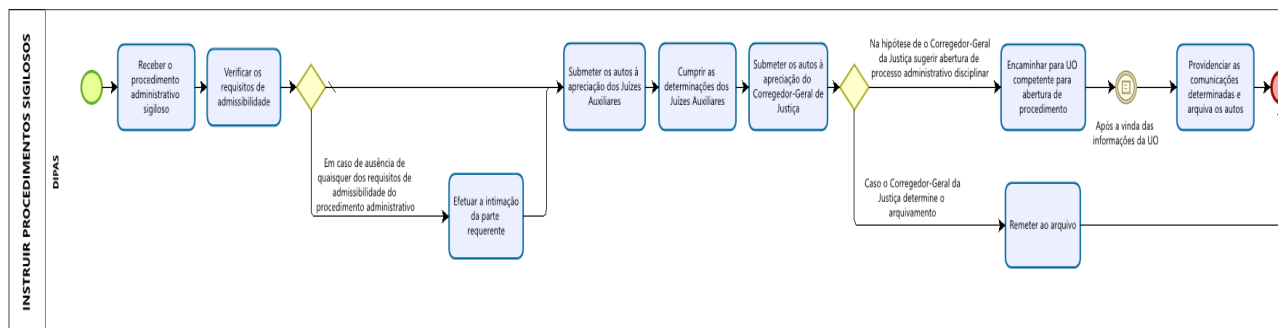 INSTRUIR PROCEDIMENTOS SIGILOSOS
DIPAS
Receber o
procedimento
administrativo
sigiloso
Verificar os
requisitos de
admissibilidade
Em caso de ausência de
quaisquer dos requisitos de
admissibilidade do
procedimento administrativo
Efetuar a intimação
da parte
requerente
Submeter os autos à
apreciação dos Juízes
Auxiliares
Cumprir as
determinações dos
Juízes Auxiliares
Submeter os autos à
apreciação do
Corregedor-Geral de
Justiça
Na hipótese de o Corregedor-Geral
da Justiça sugerir abertura de
processo administrativo disciplinar
Encaminhar para UO
competente para
abertura de
procedimento
Após a vinda das
informações da UO
Providenciar as
comunicações
determinadas e
arquiva os autos
Caso o Corregedor-Geral da
Justiça determine o
arquivamento
Remeter ao arquivo